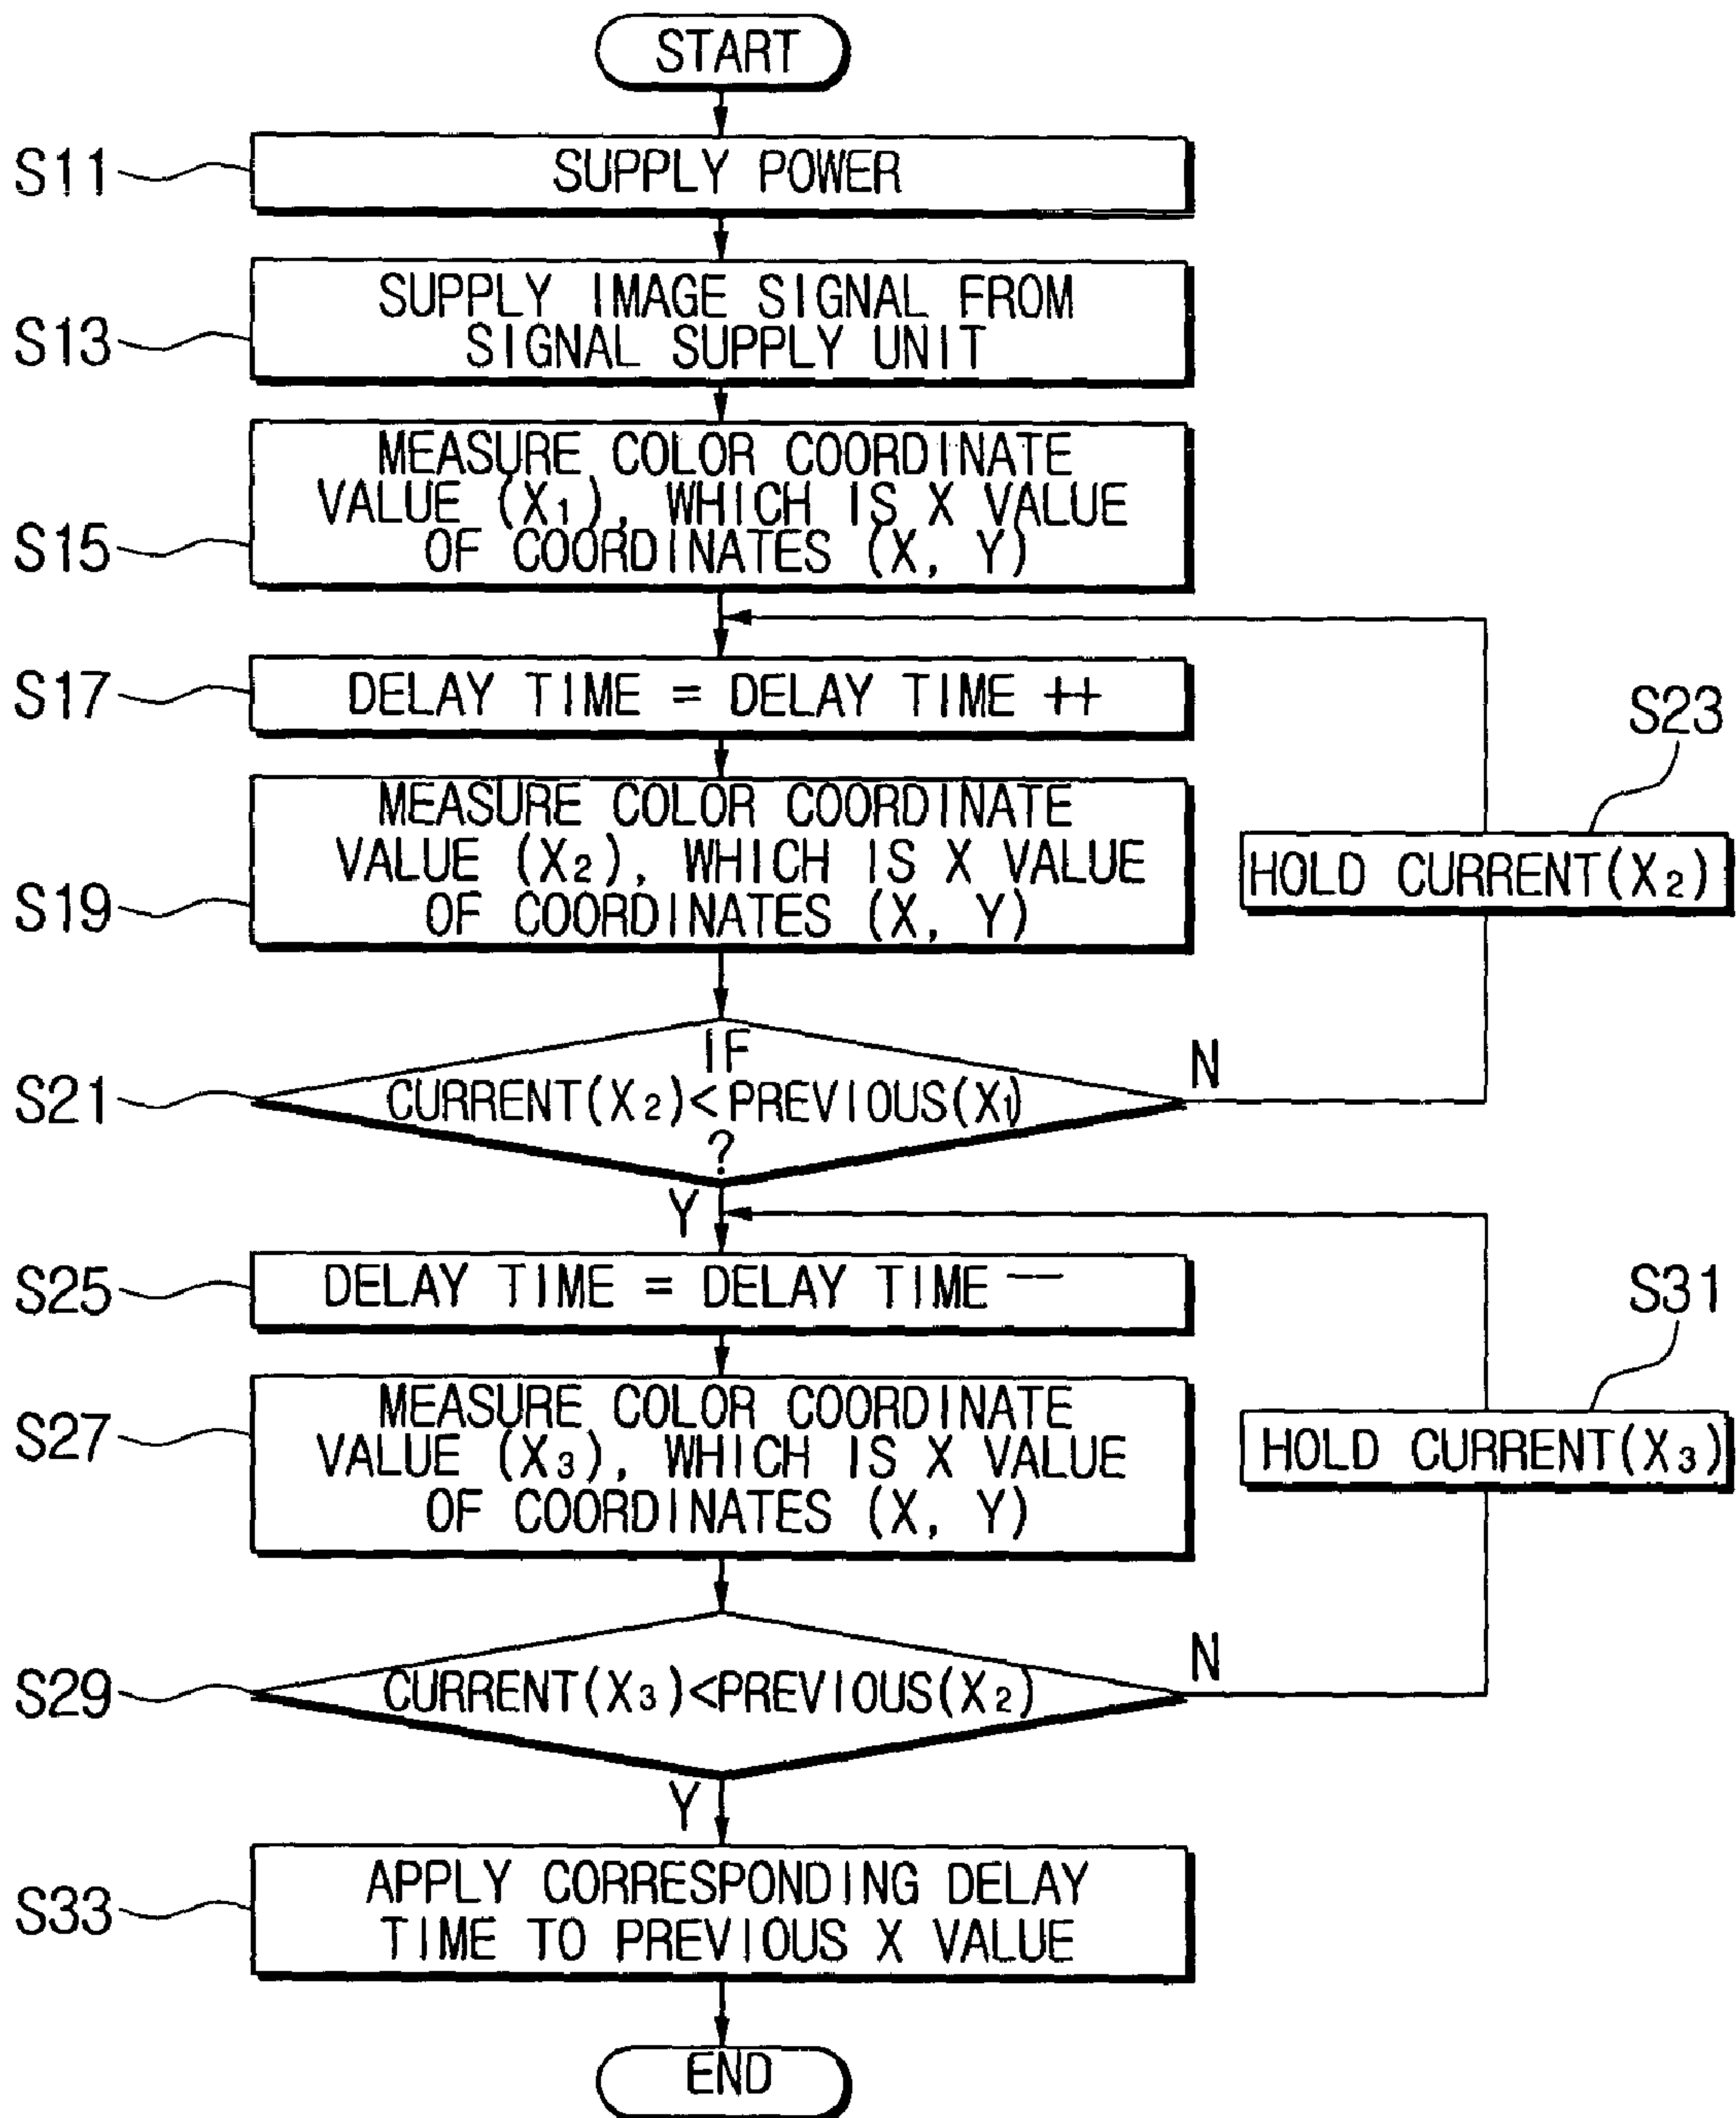 START
S11
SUPPLY POWER
S13
SUPPLY IMAGE SIGNAL FROM
SIGNAL SUPPLY UNIT
S15
MEASURE COLOR COORDINATE
VALUE (X₁), WHICH IS X VALUE
OF COORDINATES (X, Y)
S17
DELAY TIME = DELAY TIME ++
S19
MEASURE COLOR COORDINATE
VALUE (X₂), WHICH IS X VALUE
OF COORDINATES (X, Y)
S23
HOLD CURRENT(X₂)
S21
IF
CURRENT(X₂)<PREVIOUS(X₁)
?
N
Y
S25
DELAY TIME = DELAY TIME --
S27
MEASURE COLOR COORDINATE
VALUE (X₃), WHICH IS X VALUE
OF COORDINATES (X, Y)
S31
HOLD CURRENT(X₃)
S29
CURRENT(X₃)<PREVIOUS(X₂)
N
Y
S33
APPLY CORRESPONDING DELAY
TIME TO PREVIOUS X VALUE
END